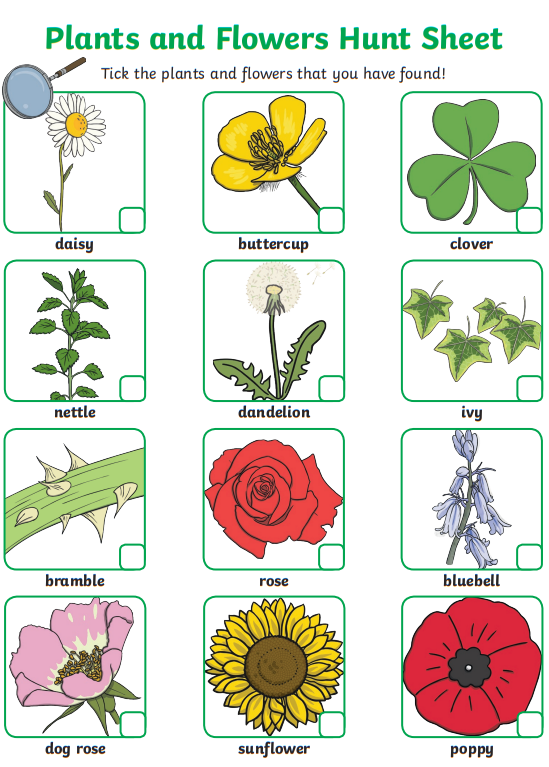 Plants and Flowers Hunt Sheet
Tick the plants and flowers that you have found!
daisy
buttercup
clover
nettle
dandelion
ivy
bramble
rose
bluebell
dog rose
sunflower
poppy